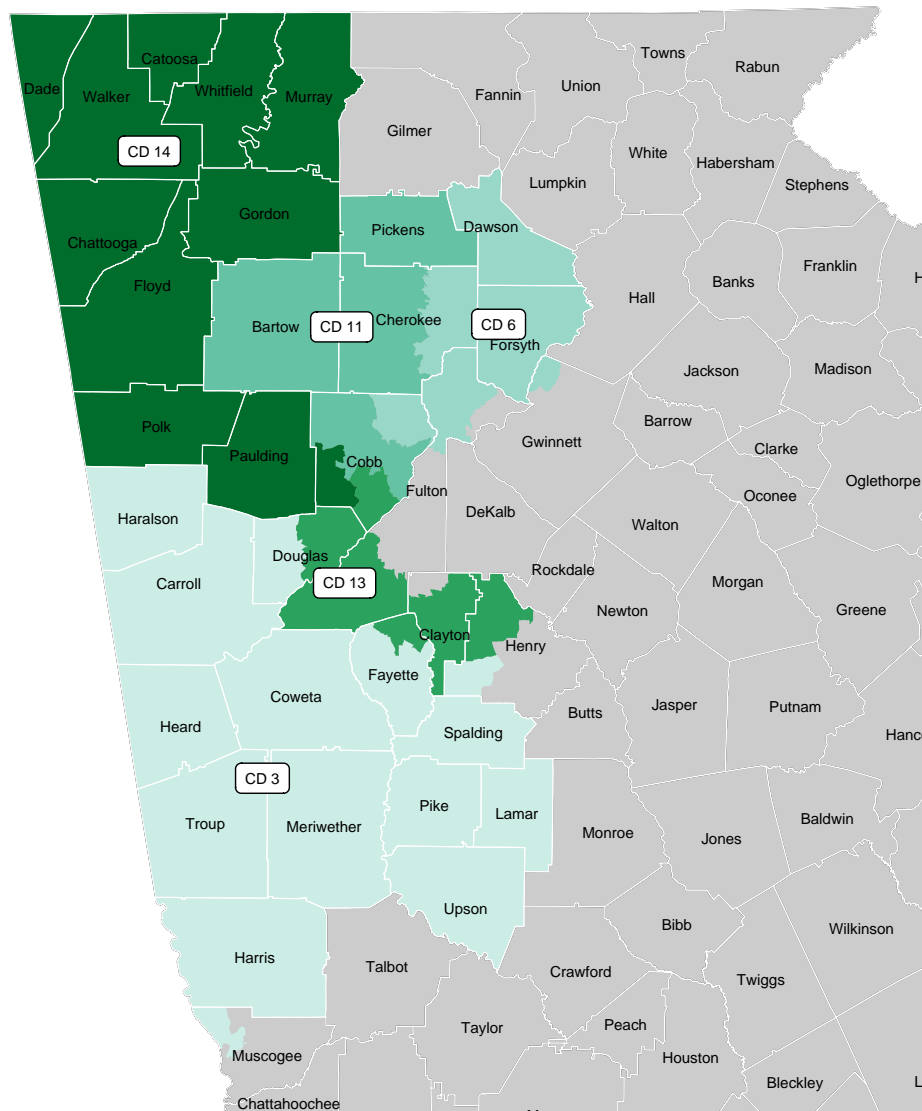 Towns
Rabun
Catoosa
Union
Fannin
Dade
Walker
Whitfield
Murray
Gilmer
CD 14
White
Habersham
Lumpkin
Stephens
Gordon
Pickens
Dawson
Chattooga
Franklin
H
Floyd
Banks
Hall
Bartow
CD 11
Cherokee
CD 6
Forsyth
Jackson
Madison
Polk
Barrow
Gwinnett
Clarke
Paulding
Cobb
Oglethorpe
Fulton
Oconee
DeKalb
Haralson
Walton
Douglas
Rockdale
Carroll
CD 13
Morgan
Newton
Greene
Clayton
Henry
Fayette
Coweta
Jasper
Putnam
Butts
Heard
Spalding
Hanc
CD 3
Pike
Lamar
Baldwin
Troup
Meriwether
Monroe
Jones
Upson
Bibb
Wilkinson
Harris
Talbot
Crawford
Twiggs
Peach
Taylor
Muscogee
Houston
Bleckley
L
Chattahoochee